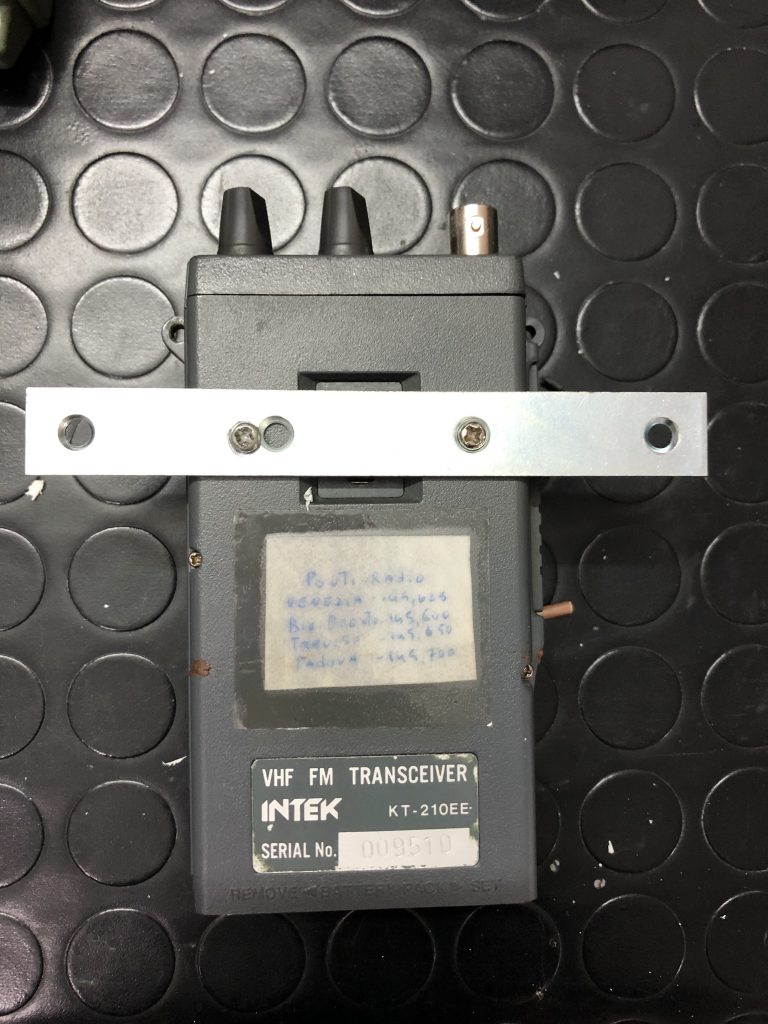 PONTI RADIO
VENEZIA - 145,625
145,600
TREVISO - 145,650
PADOVA - 145,700
VHF FM TRANSCEIVER
INTEK KT-210EE
SERIAL No. 009510
REMOVE ◄ BATTERY PACK ► SET